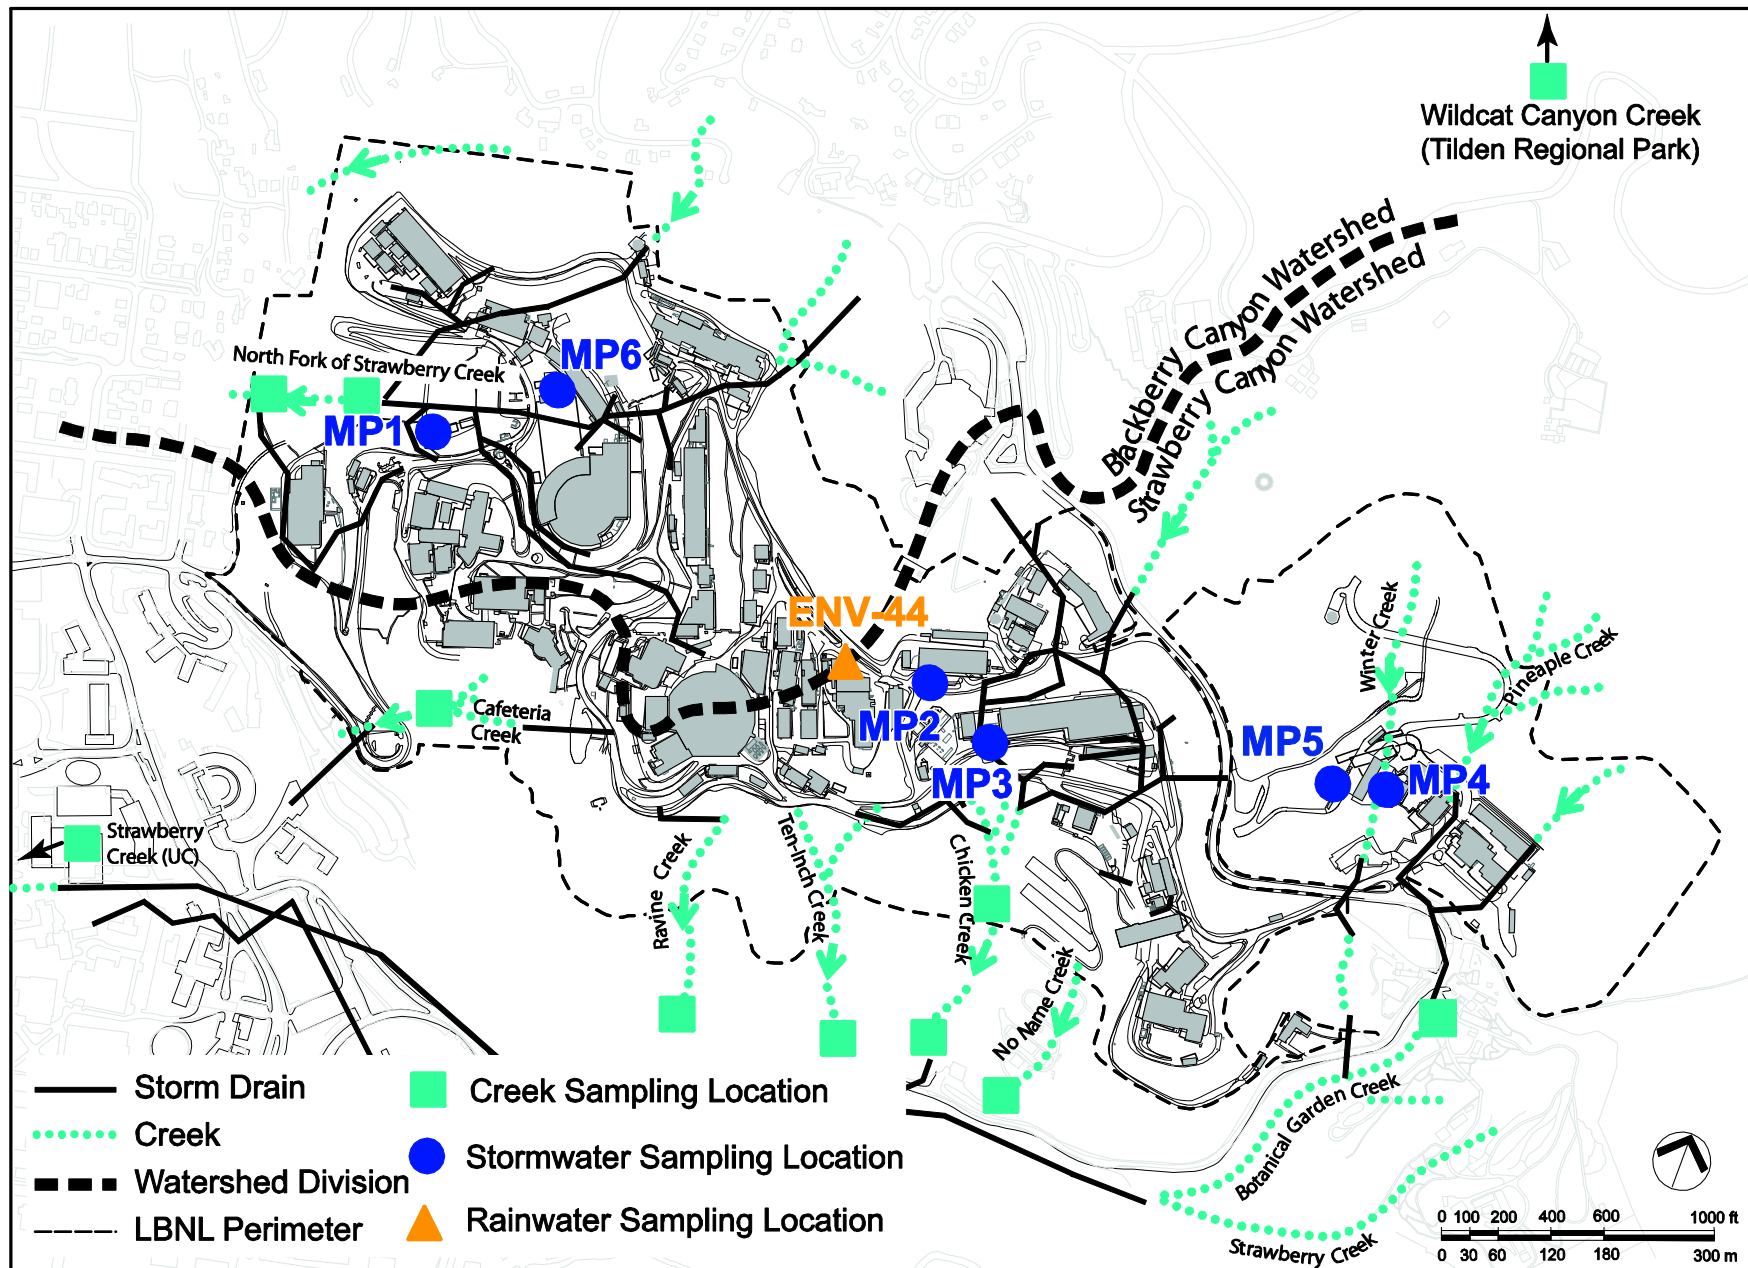 Wildcat Canyon Creek
(Tilden Regional Park)
Blackberry Canyon Watershed
Strawberry Canyon Watershed
North Fork of Strawberry Creek
MP6
MP1
ENV-44
Winter Creek
Pineapple Creek
Cafeteria
Creek
MP2
MP5
MP3
MP4
Strawberry
Creek (UC)
Ravine Creek
Ten-Inch Creek
Chicken Creek
No Name Creek
Botanical Garden Creek
Strawberry Creek
Storm Drain
Creek
Watershed Division
LBNL Perimeter
Creek Sampling Location
Stormwater Sampling Location
Rainwater Sampling Location
0 100 200 400 600 1000 ft
0 30 60 120 180 300 m